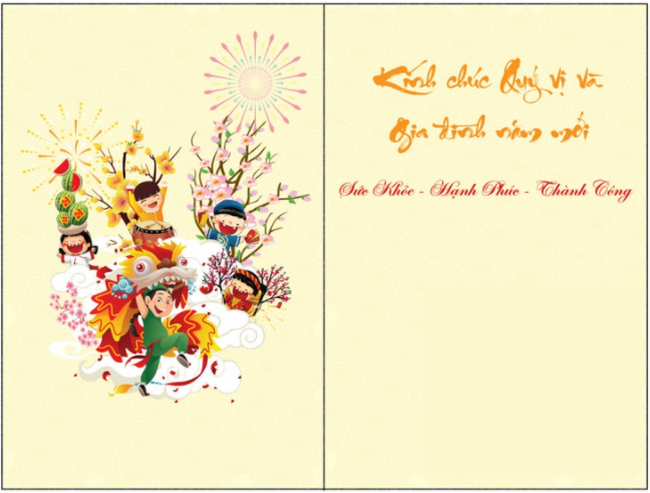 Kính chúc Quý vị và
Gia đình năm mới
Sức Khỏe - Hạnh Phúc - Thành Công